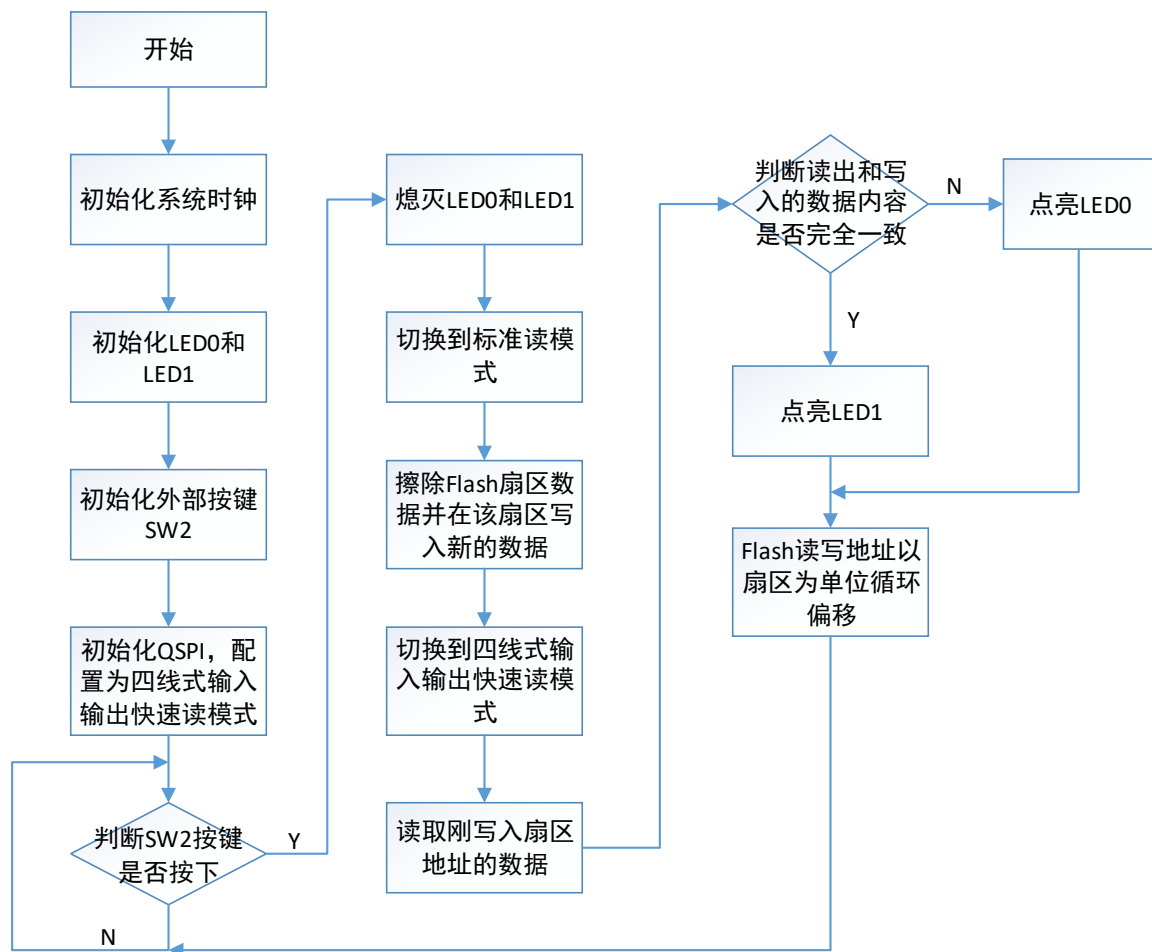 开始
初始化系统时钟
初始化LED0和
LED1
初始化外部按键
SW2
初始化QSPI，配
置为四线式输入
输出快速读模式
判断SW2按键
是否按下
Y
N
熄灭LED0和LED1
切换到标准读模
式
擦除Flash扇区数
据并在该扇区写
入新的数据
切换到四线式输
入输出快速读模
式
读取刚写入扇区
地址的数据
判断读出和写
入的数据内容
是否完全一致
N
点亮LED0
Y
点亮LED1
Flash读写地址以
扇区为单位循环
偏移